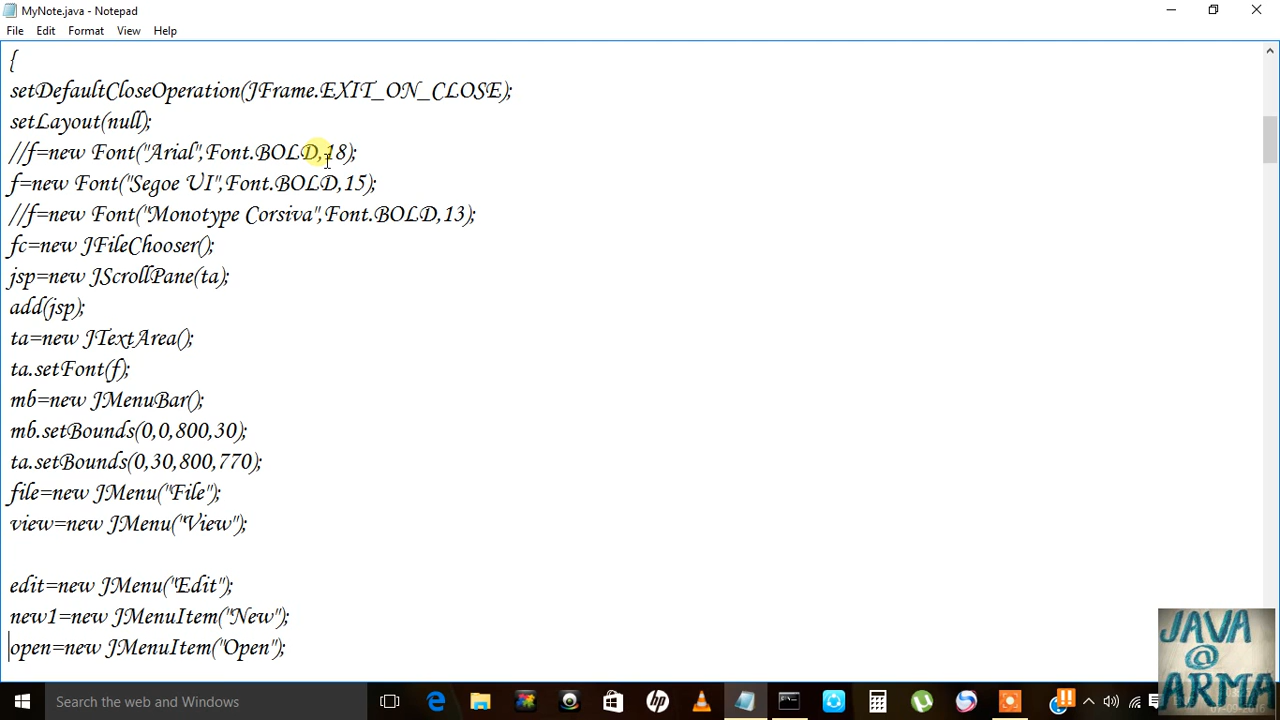 MyNote.java - Notepad
File Edit Format View Help
{
setDefaultCloseOperation(JFrame.EXIT_ON_CLOSE);
setLayout(null);
//f=new Font("Arial",Font.BOLD,18);
f=new Font("Segoe UI",Font.BOLD,15);
//f=new Font("Monotype Corsiva",Font.BOLD,13);
fc=new JFileChooser();
jsp=new JScrollPane(ta);
add(jsp);
ta=new JTextArea();
ta.setFont(f);
mb=new JMenuBar();
mb.setBounds(0,0,800,30);
ta.setBounds(0,30,800,770);
file=new JMenu("File");
view=new JMenu("View");
edit=new JMenu("Edit");
new1=new JMenuItem("New");
open=new JMenuItem("Open");
JAVA
@
ARMA
Search the web and Windows